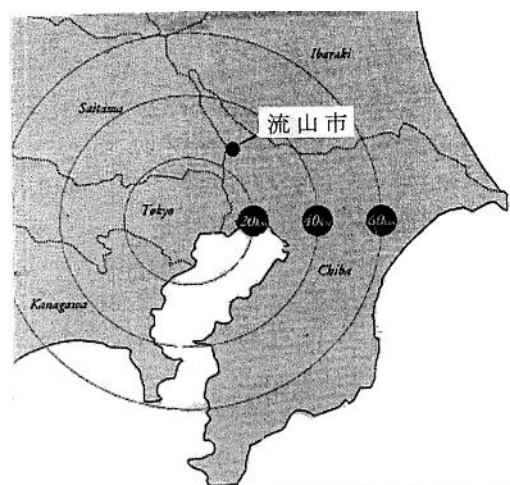 Ibaraki
Saitama
流山市
Tokyo
20km
40km
60km
Chiba
Kanagawa